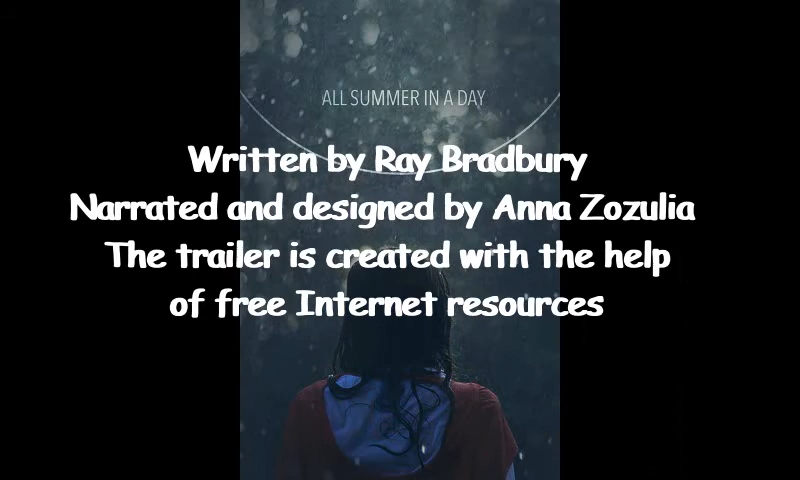 ALL SUMMER IN A DAY
Written by Ray Bradbury
Narrated and designed by Anna Zozulia
The trailer is created with the help
of free Internet resources